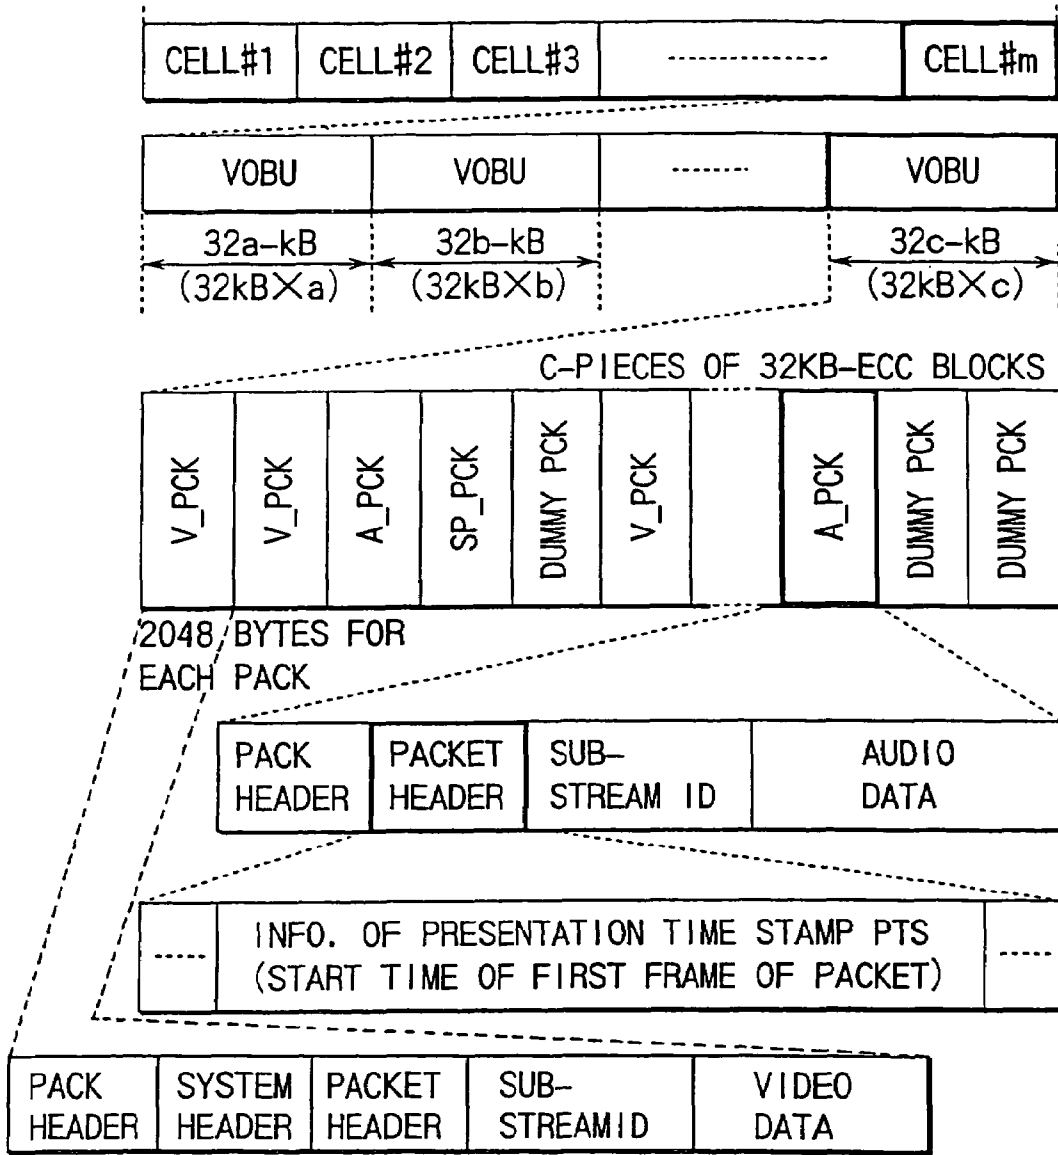 CELL#1 CELL#2 CELL#3 CELL#m
VOBU VOBU VOBU
32a-kB 32b-kB 32c-kB
(32kB×a) (32kB×b) (32kB×c)
C-PIECES OF 32KB-ECC BLOCKS
V_PCK
V_PCK
A_PCK
SP_PCK
DUMMY PCK
V_PCK
A_PCK
DUMMY PCK
DUMMY PCK
2048 BYTES FOR
EACH PACK
PACK PACKET SUB- AUDIO
HEADER HEADER STREAM ID DATA
INFO. OF PRESENTATION TIME STAMP PTS
(START TIME OF FIRST FRAME OF PACKET)
PACK SYSTEM PACKET SUB- VIDEO
HEADER HEADER HEADER STREAMID DATA